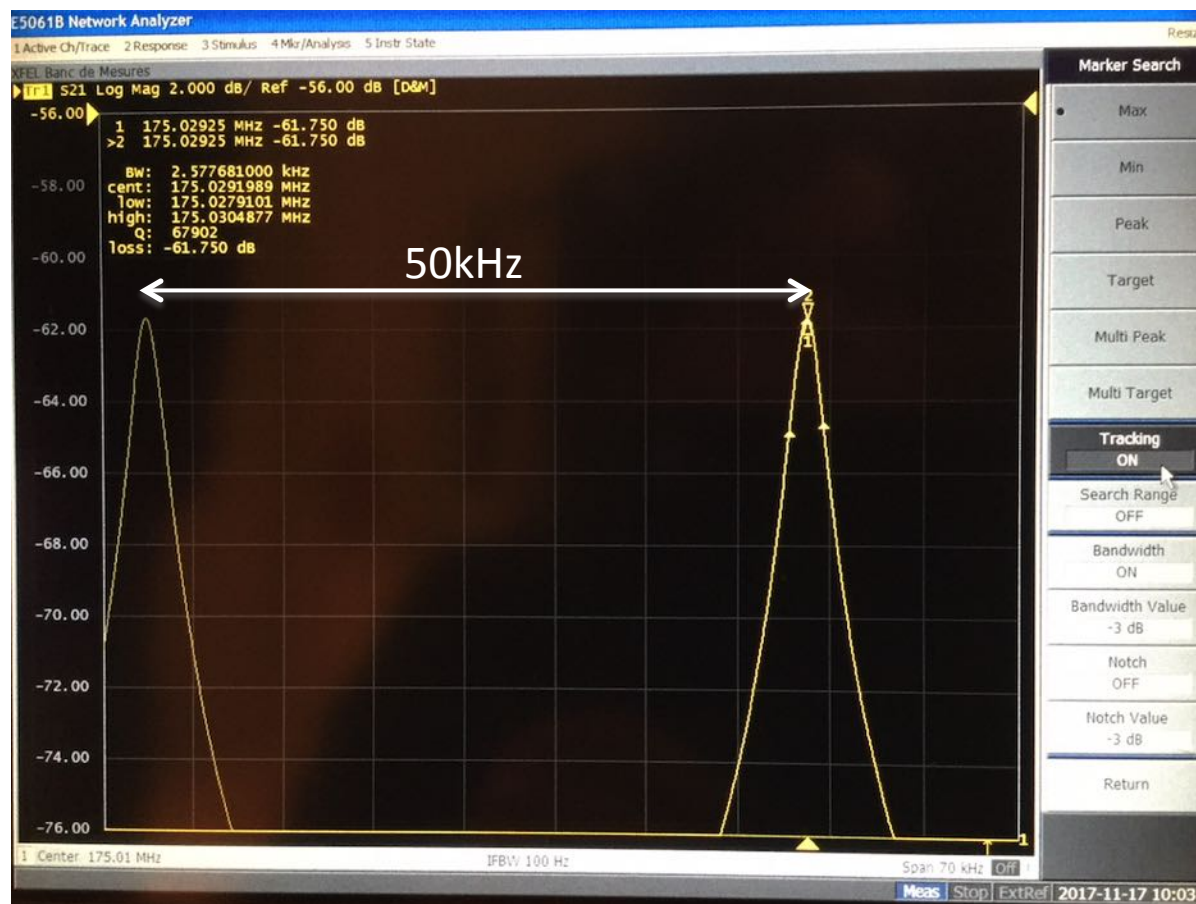 E5061B Network Analyzer
1 Active Ch/Trace 2 Response 3 Stimulus 4 Mkr/Analysis 5 Instr State
XFEL Banc de Mesures
Tr1 S21 Log Mag 2.000 dB/ Ref -56.00 dB [D&M]
-56.00
1 175.02925 MHz -61.750 dB
>2 175.02925 MHz -61.750 dB
BW: 2.577681000 kHz
-58.00
cent: 175.0291989 MHz
low: 175.0279101 MHz
high: 175.0304877 MHz
Q: 67902
loss: -61.750 dB
-60.00
50kHz
2
1
-62.00
-64.00
-66.00
-68.00
-70.00
-72.00
-74.00
-76.00
1
1 Center 175.01 MHz
IFBW 100 Hz
Span 70 kHz Off
Meas Stop ExtRef 2017-11-17 10:03
Marker Search
Max
Min
Peak
Target
Multi Peak
Multi Target
Tracking
ON
Search Range
OFF
Bandwidth
ON
Bandwidth Value
-3 dB
Notch
OFF
Notch Value
-3 dB
Return